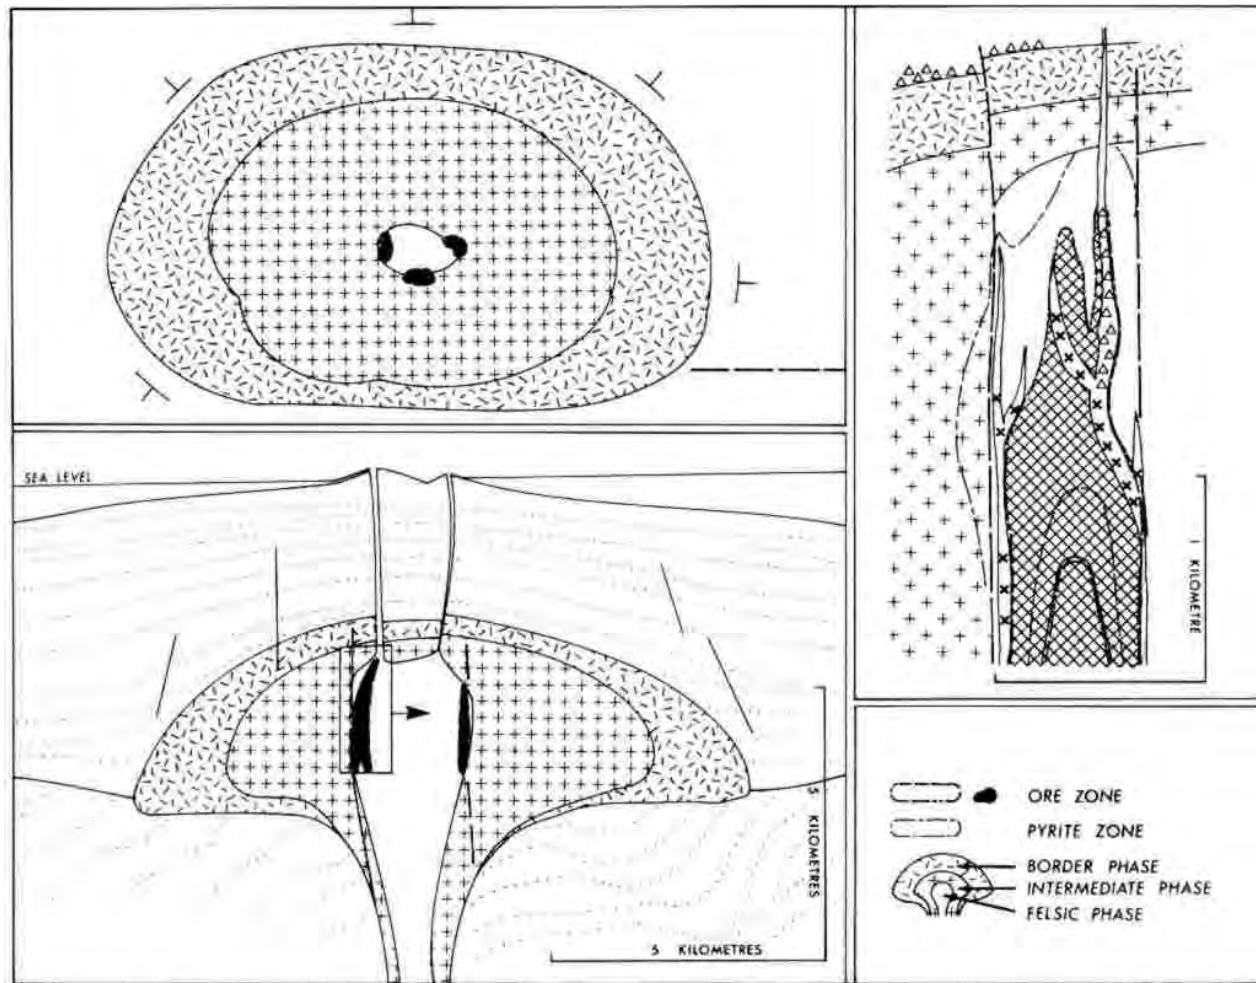 SEA LEVEL
5 KILOMETRES
5 KILOMETRES
1 KILOMETRE
ORE ZONE
PYRITE ZONE
BORDER PHASE
INTERMEDIATE PHASE
FELSIC PHASE